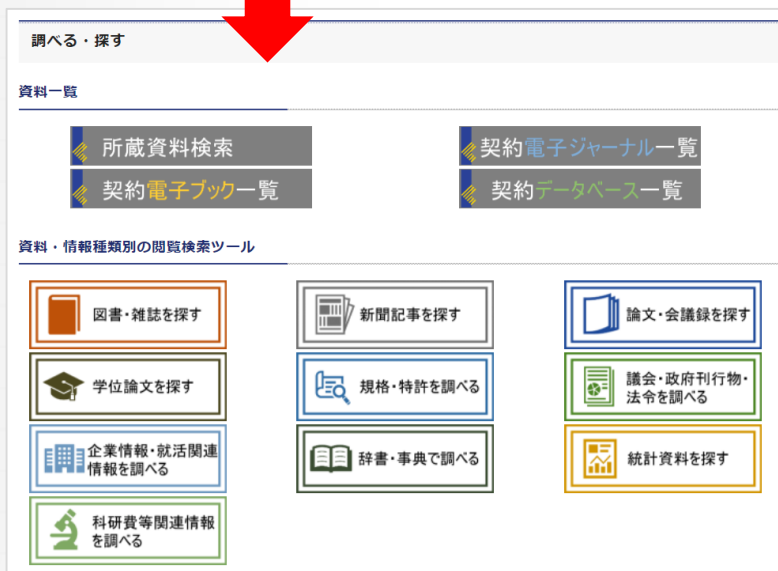 調べる・探す
資料一覧
所蔵資料検索
契約電子ジャーナル一覧
契約電子ブック一覧
契約データベース一覧
資料・情報種類別の閲覧検索ツール
図書・雑誌を探す
新聞記事を探す
論文・会議録を探す
学位論文を探す
規格・特許を調べる
議会・政府刊行物・
法令を調べる
企業情報・就活関連
情報を調べる
辞書・事典で調べる
統計資料を探す
科研費等関連情報
を調べる